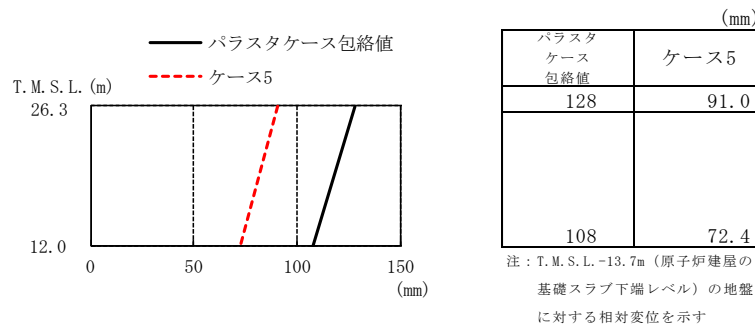 パラスタケース包絡値
ケース5
T.M.S.L.(m)
26.3
12.0
0 50 100 150
(mm)
(mm)
パラスタ
ケース
包絡値
ケース5
128 91.0
108 72.4
注：T.M.S.L.-13.7m（原子炉建屋の
基礎スラブ下端レベル）の地盤
に対する相対変位を示す